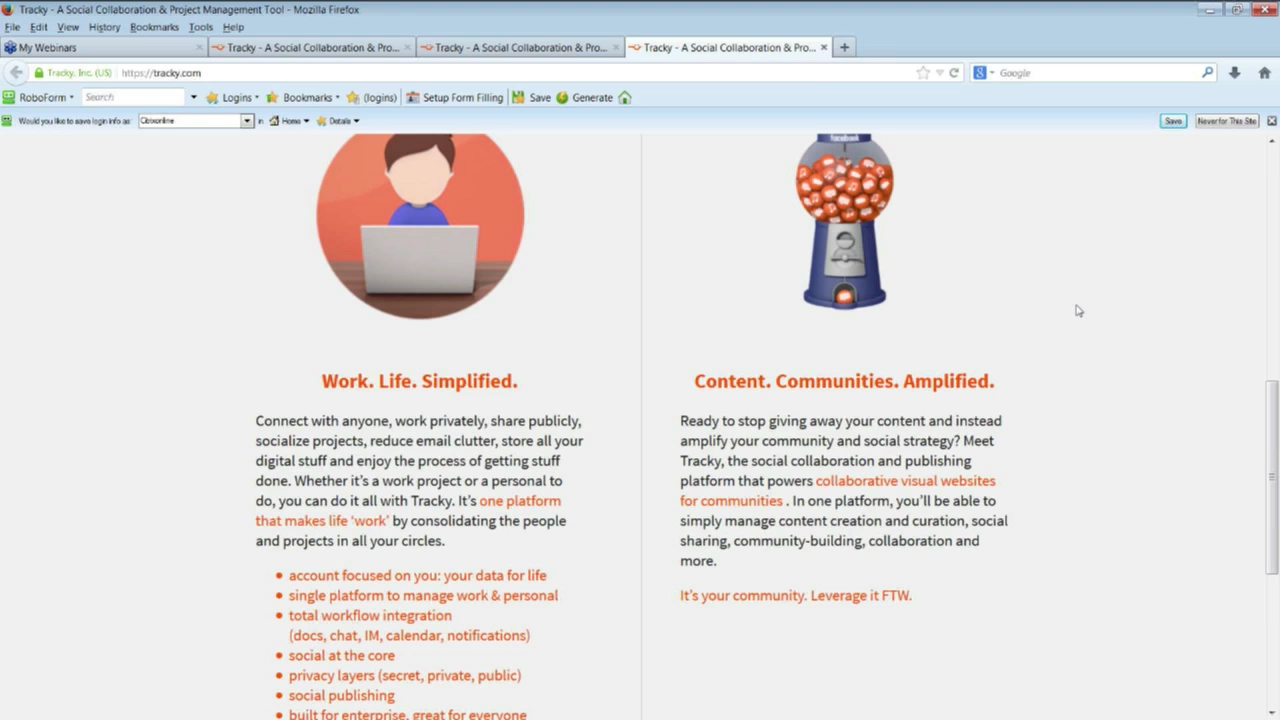 Tracky - A Social Collaboration & Project Management Tool - Mozilla Firefox
File Edit View History Bookmarks Tools Help
My Webinars Tracky - A Social Collaboration & Pro... Tracky - A Social Collaboration & Pro... Tracky - A Social Collaboration & Pro...
Tracky, Inc. (US) https://tracky.com Google
RoboForm Search Logins Bookmarks (logins) Setup Form Filling Save Generate
Would you like to save login info as: Citrixonline in Home Details Save Never for This Site
facebook
Work. Life. Simplified.
Connect with anyone, work privately, share publicly,
socialize projects, reduce email clutter, store all your
digital stuff and enjoy the process of getting stuff
done. Whether it's a work project or a personal to
do, you can do it all with Tracky. It's one platform
that makes life 'work' by consolidating the people
and projects in all your circles.
• account focused on you: your data for life
• single platform to manage work & personal
• total workflow integration
(docs, chat, IM, calendar, notifications)
• social at the core
• privacy layers (secret, private, public)
• social publishing
• built for enterprise, great for everyone
Content. Communities. Amplified.
Ready to stop giving away your content and instead
amplify your community and social strategy? Meet
Tracky, the social collaboration and publishing
platform that powers collaborative visual websites
for communities . In one platform, you'll be able to
simply manage content creation and curation, social
sharing, community-building, collaboration and
more.
It's your community. Leverage it FTW.